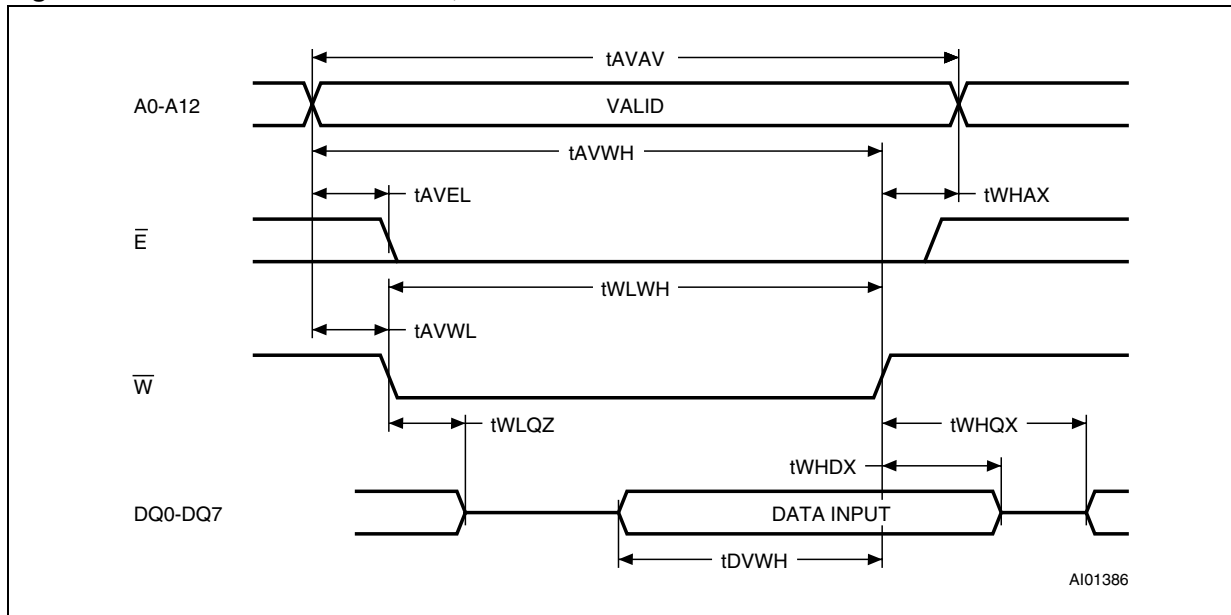 tAVAV
A0-A12
VALID
tAVWH
tAVEL
tWHAX
E̅
tWLWH
tAVWL
W̅
tWLQZ
tWHQX
tWHDX
DQ0-DQ7
DATA INPUT
tDVWH
AI01386